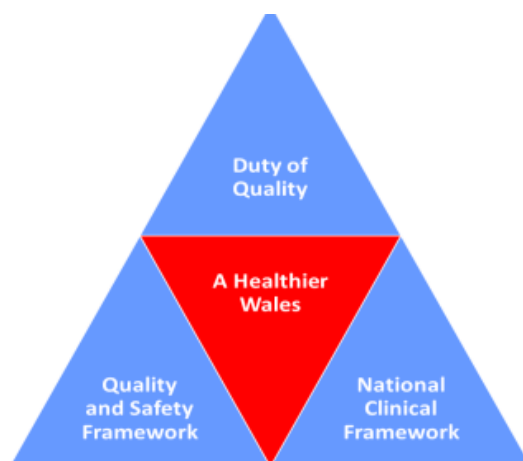 Duty of
Quality
A Healthier
Wales
Quality
and Safety
Framework
National
Clinical
Framework